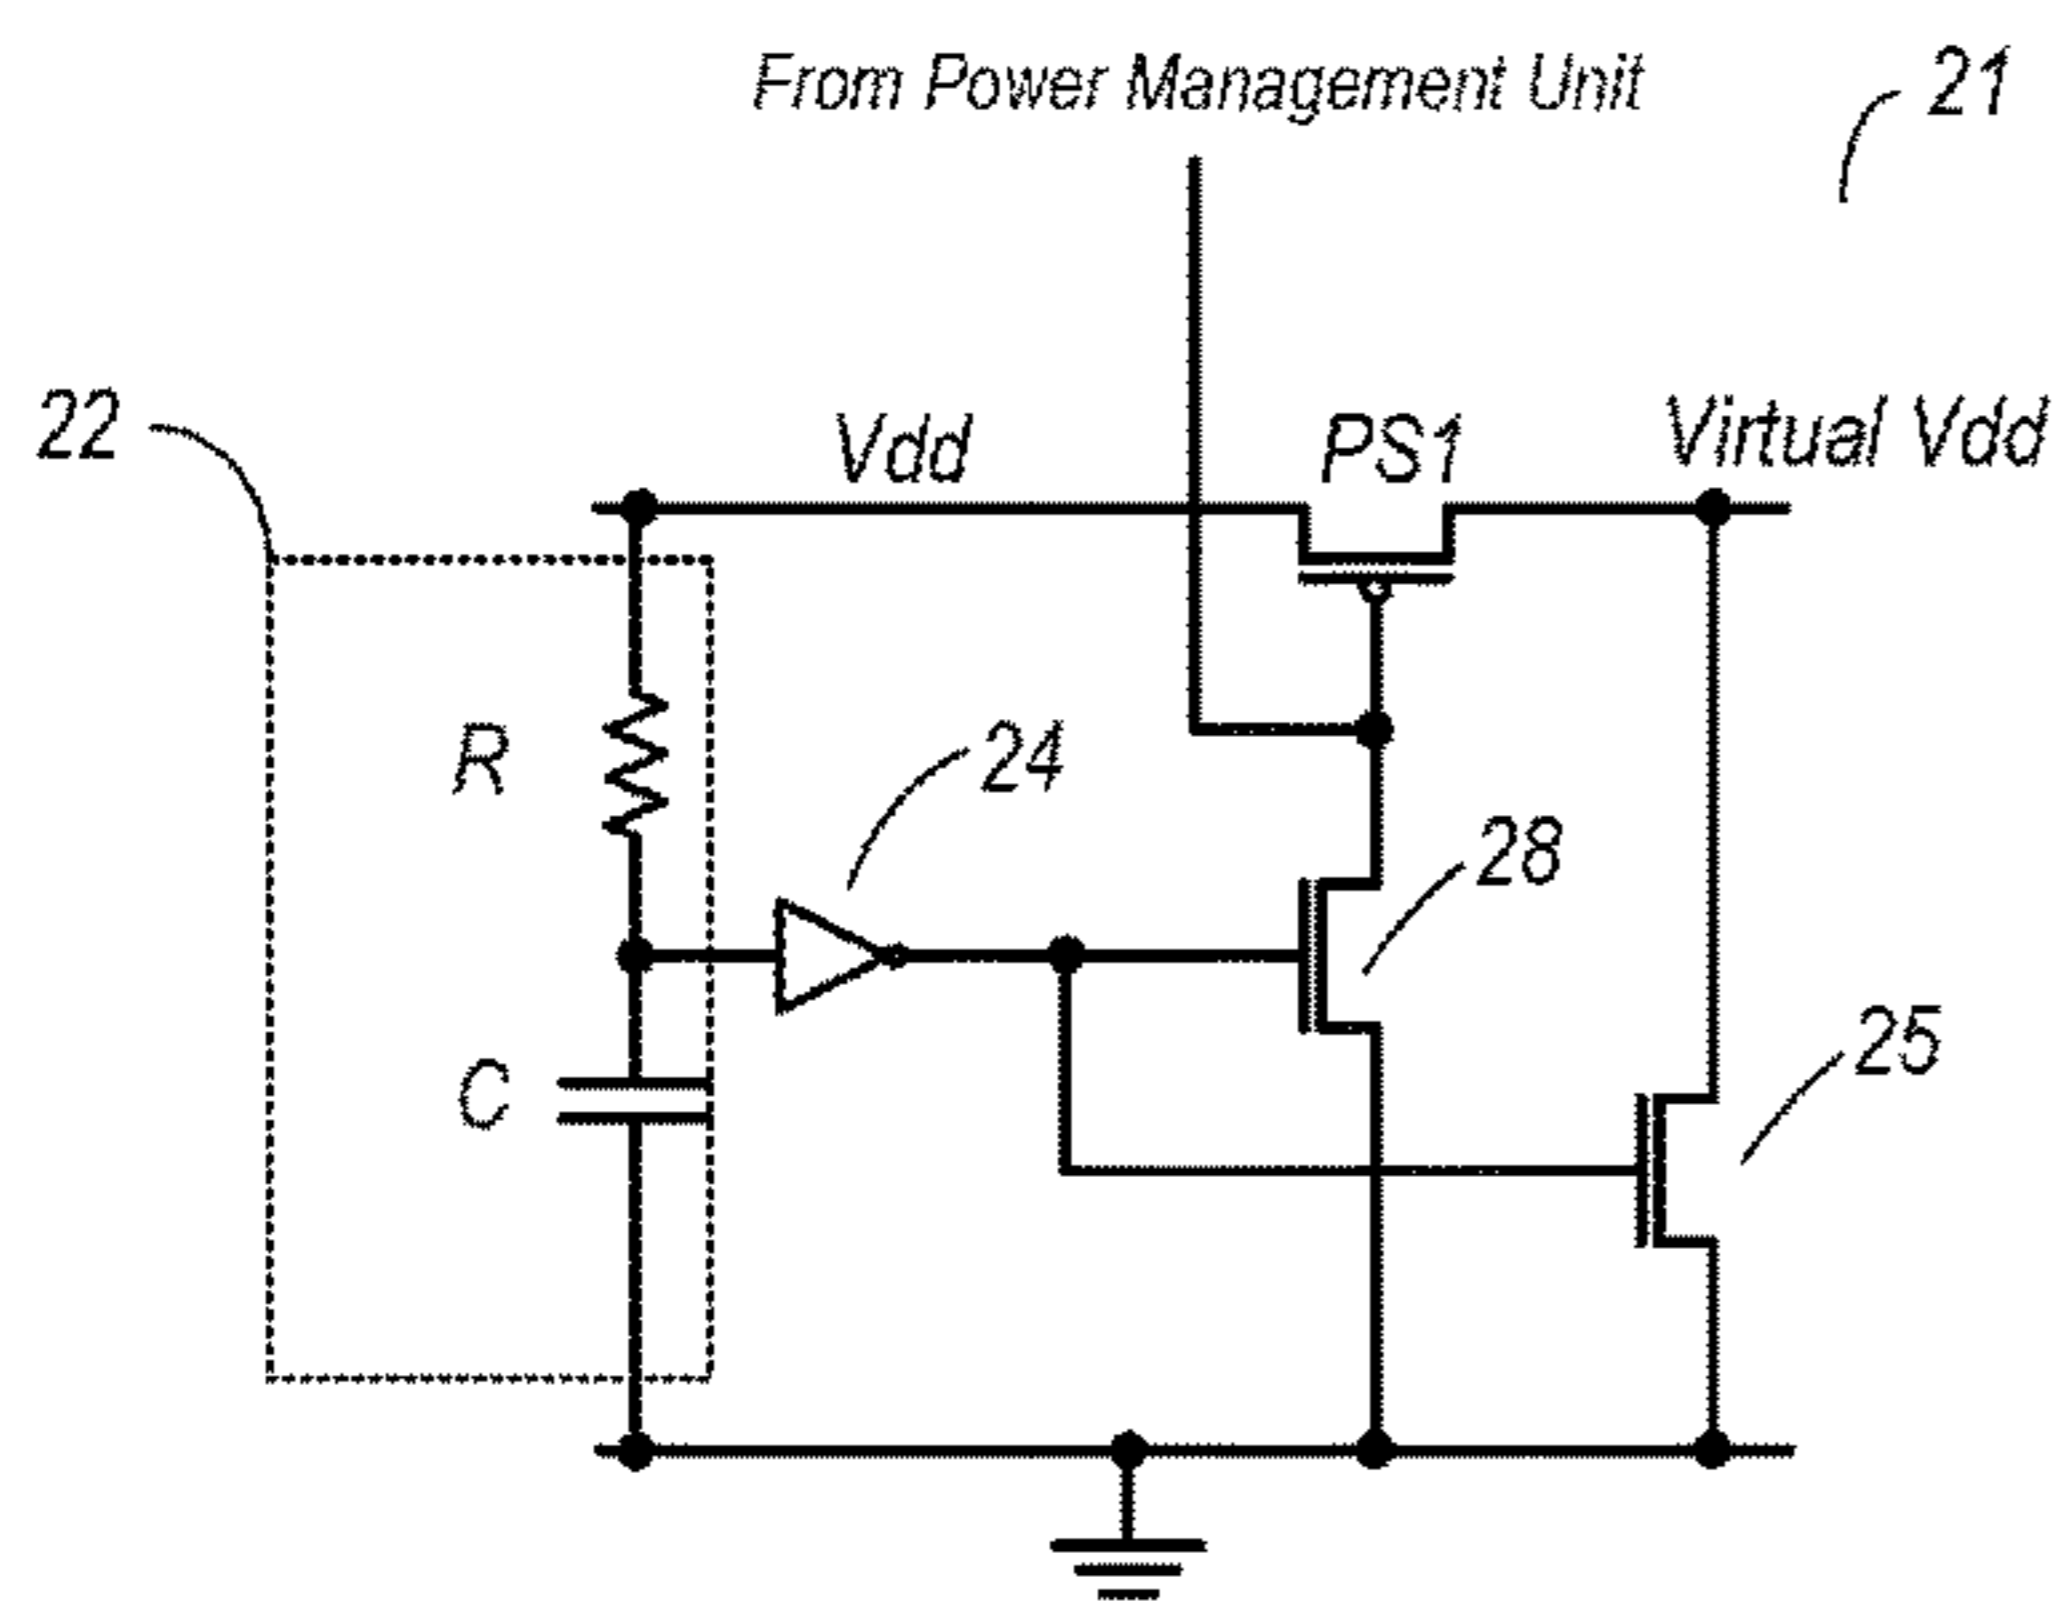 From Power Management Unit
21
22
Vdd
PS1
Virtual Vdd
R
24
28
C
25